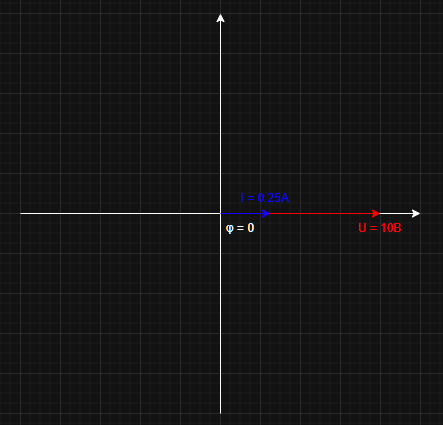 I = 0.25A
φ = 0
U = 10В